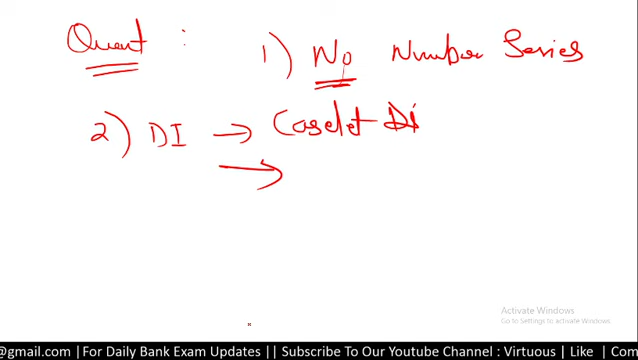 Quant : 1) No Number Series
2) DI → Caselet DI
→
Activate Windows
Go to Settings to activate Windows.
@gmail.com |For Daily Bank Exam Updates || Subscribe To Our Youtube Channel : Virtuous | Like | Com